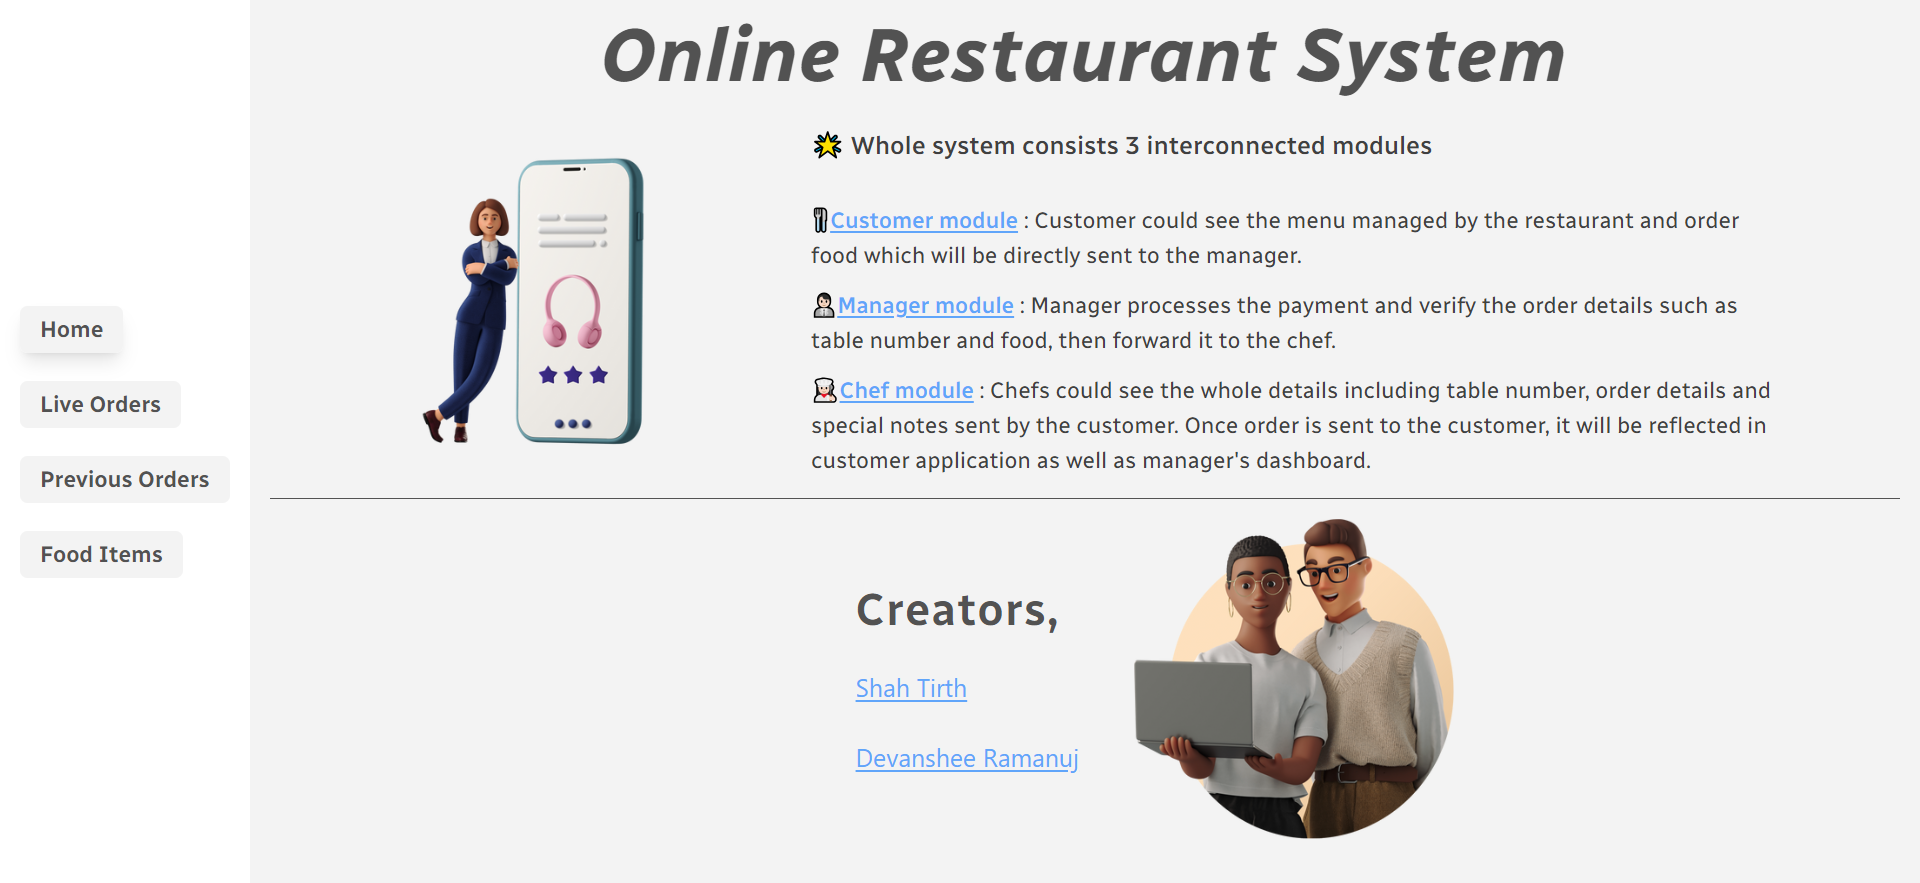 Online Restaurant System
Home
Live Orders
Previous Orders
Food Items
Whole system consists 3 interconnected modules
Customer module : Customer could see the menu managed by the restaurant and order
food which will be directly sent to the manager.
Manager module : Manager processes the payment and verify the order details such as
table number and food, then forward it to the chef.
Chef module : Chefs could see the whole details including table number, order details and
special notes sent by the customer. Once order is sent to the customer, it will be reflected in
customer application as well as manager's dashboard.
Creators,
Shah Tirth
Devanshee Ramanuj